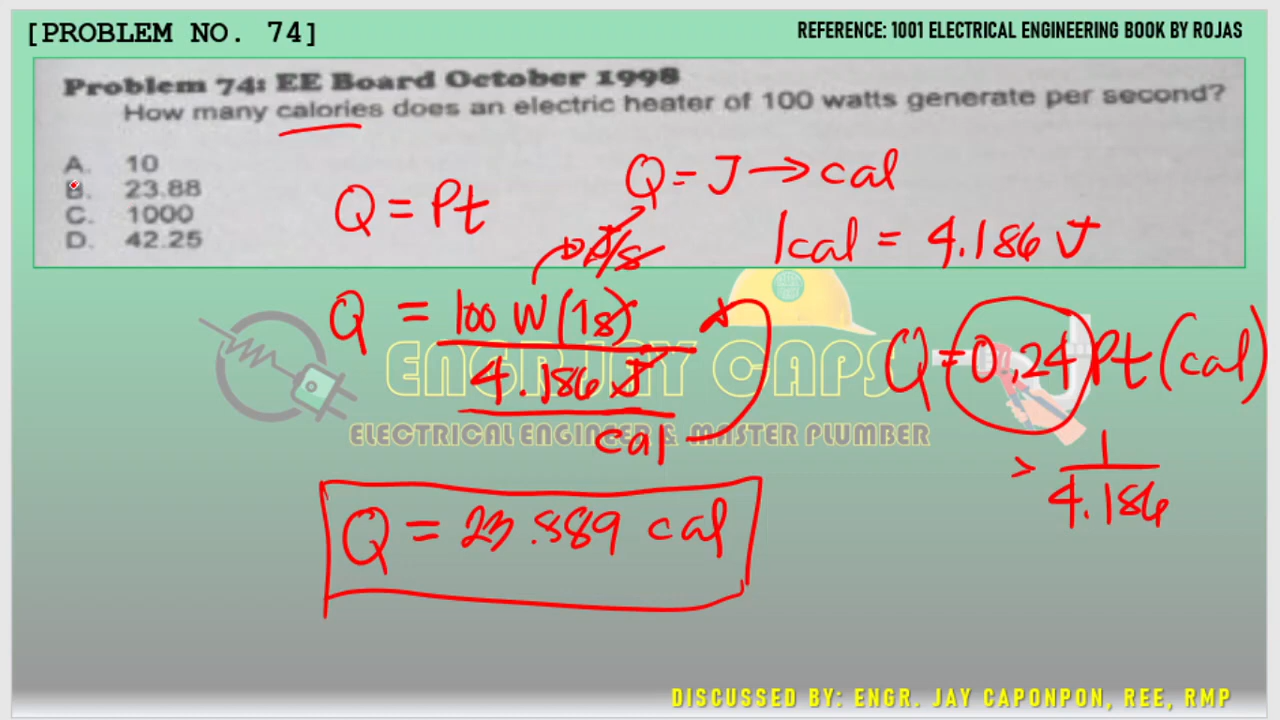 [PROBLEM NO. 74]
REFERENCE: 1001 ELECTRICAL ENGINEERING BOOK BY ROJAS
Problem 74: EE Board October 1998
How many calories does an electric heater of 100 watts generate per second?
A. 10
B. 23.88
C. 1000
D. 42.25
Q = Pt
Q = J → cal
1cal = 4.186 J
J/s
Q = 100 W (1s)
4.186 J
cal
Q = 0.24 Pt (cal)
> 1
4.186
Q = 23.889 cal
ENGR JAY CAPS
ELECTRICAL ENGINEER & MASTER PLUMBER
DISCUSSED BY: ENGR. JAY CAPONPON, REE, RMP